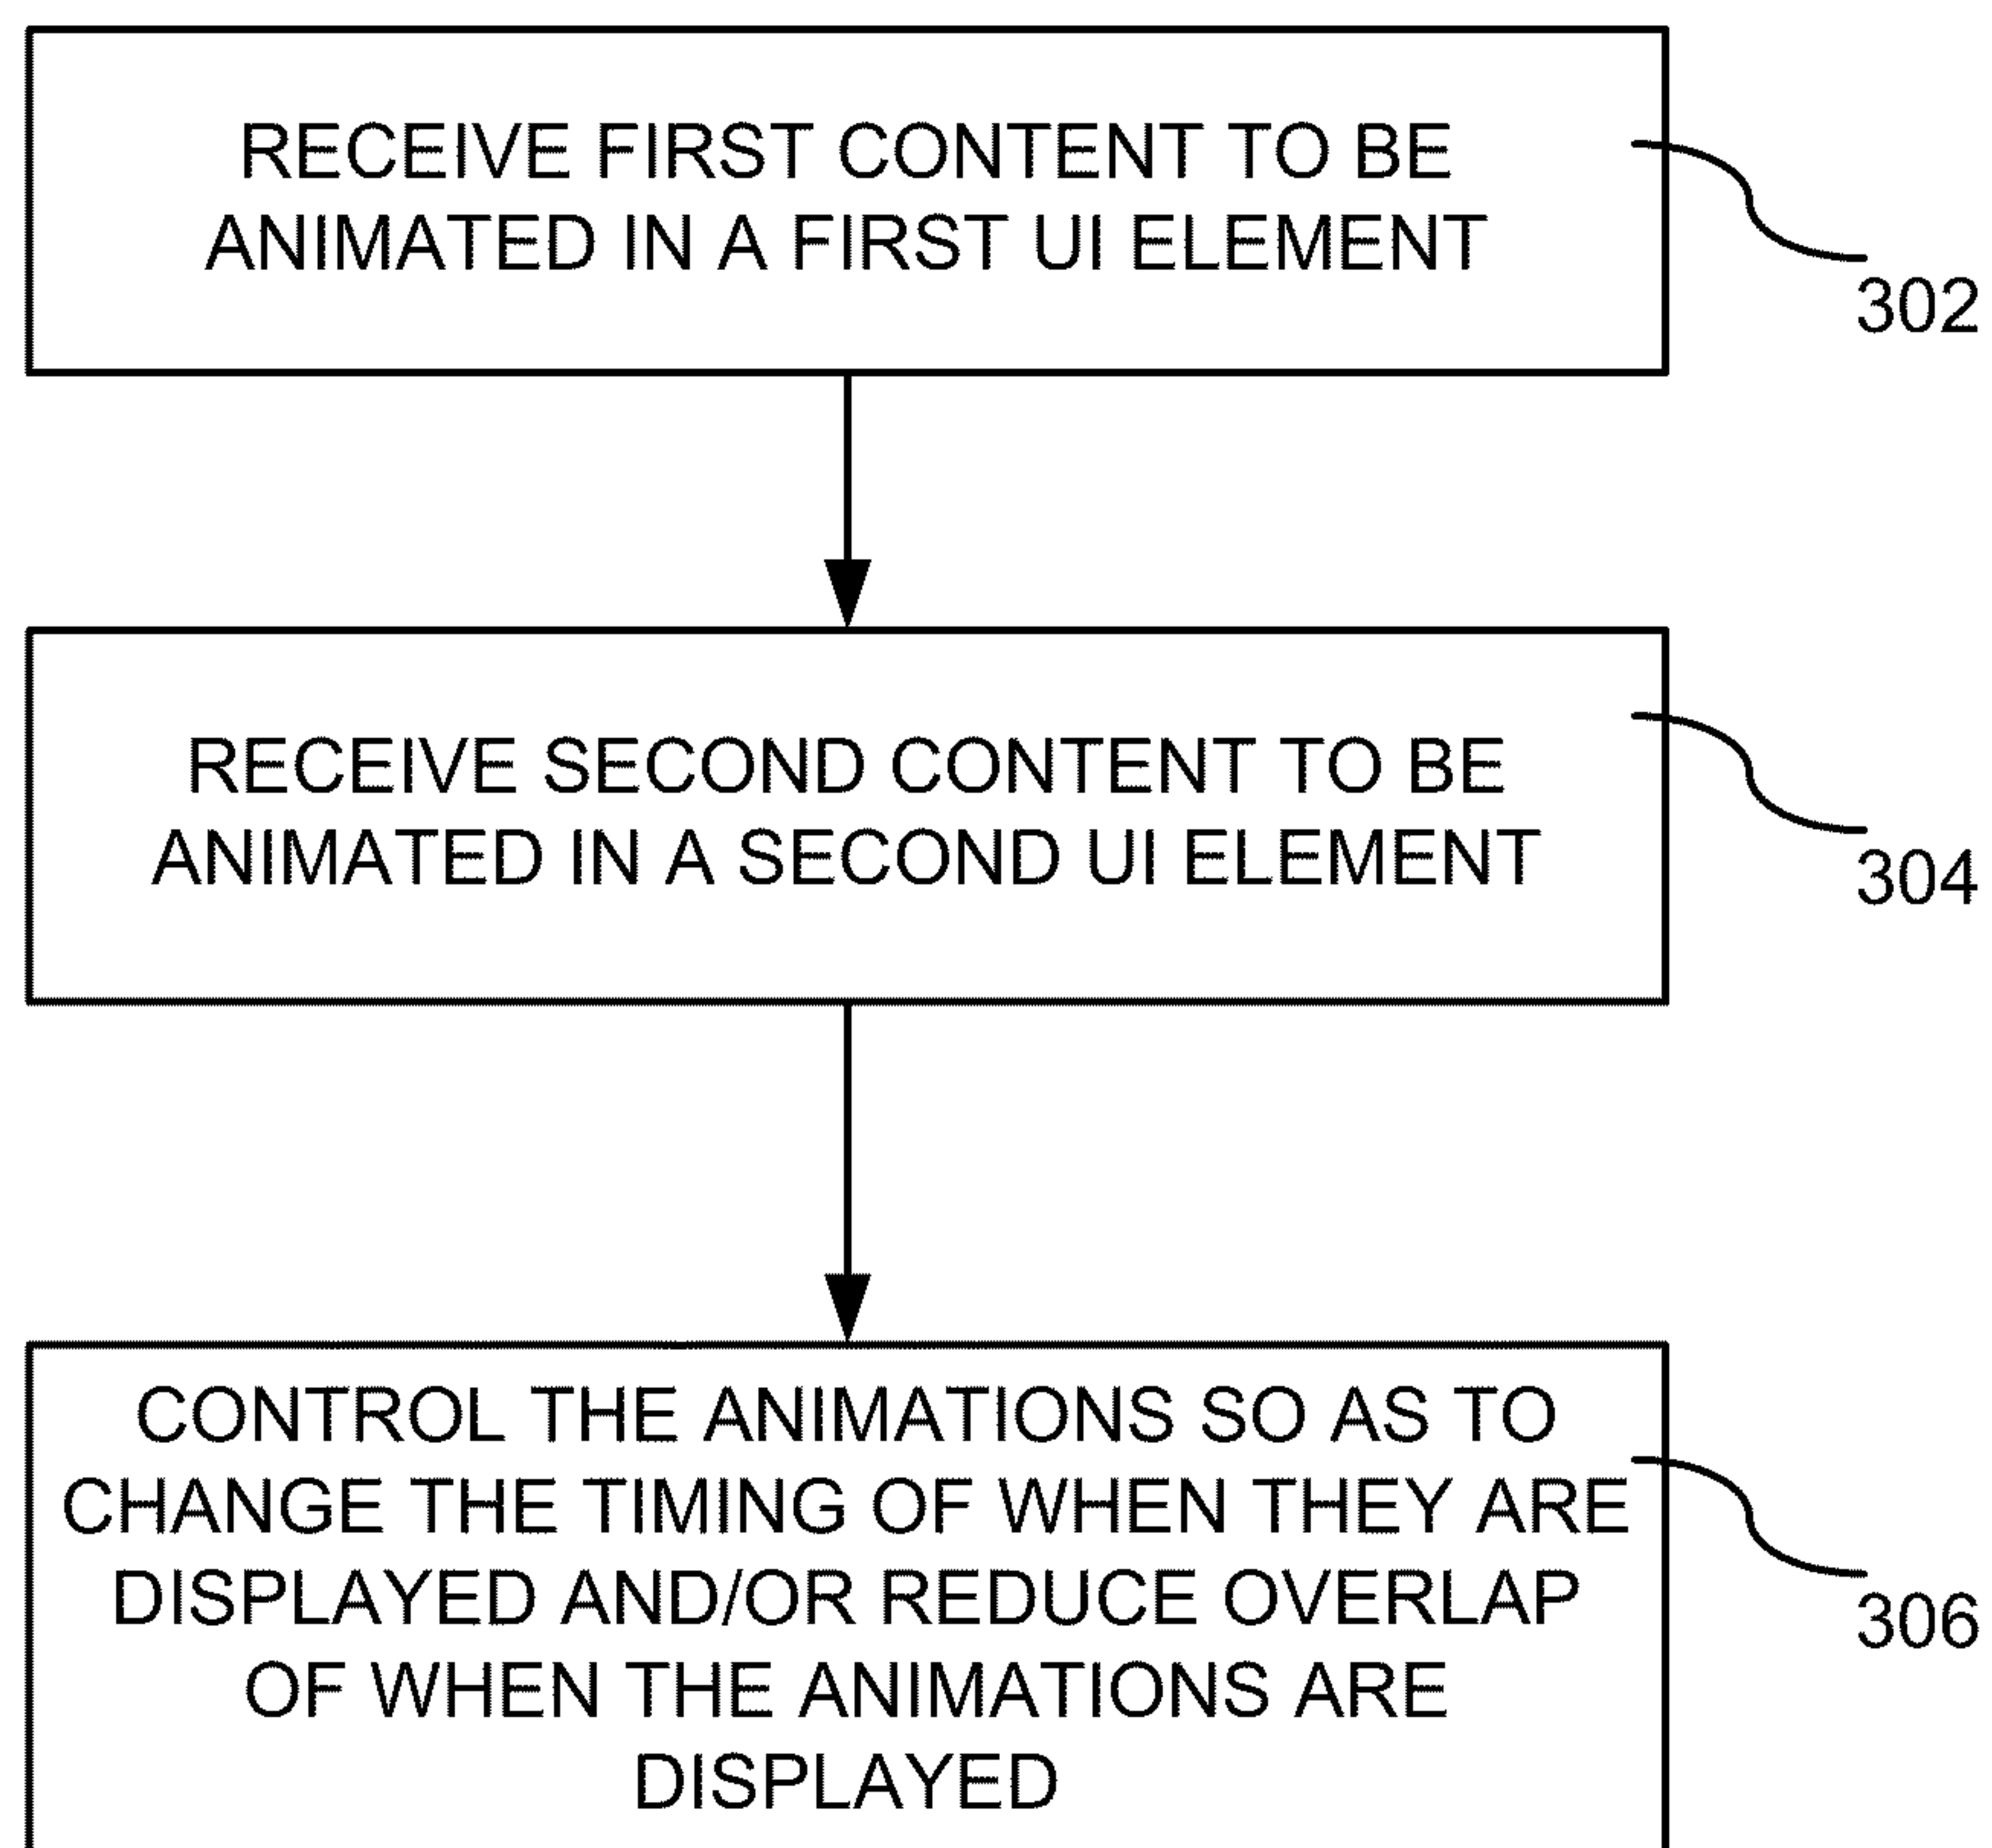 RECEIVE FIRST CONTENT TO BE
ANIMATED IN A FIRST UI ELEMENT
302
RECEIVE SECOND CONTENT TO BE
ANIMATED IN A SECOND UI ELEMENT
304
CONTROL THE ANIMATIONS SO AS TO
CHANGE THE TIMING OF WHEN THEY ARE
DISPLAYED AND/OR REDUCE OVERLAP
OF WHEN THE ANIMATIONS ARE
DISPLAYED
306